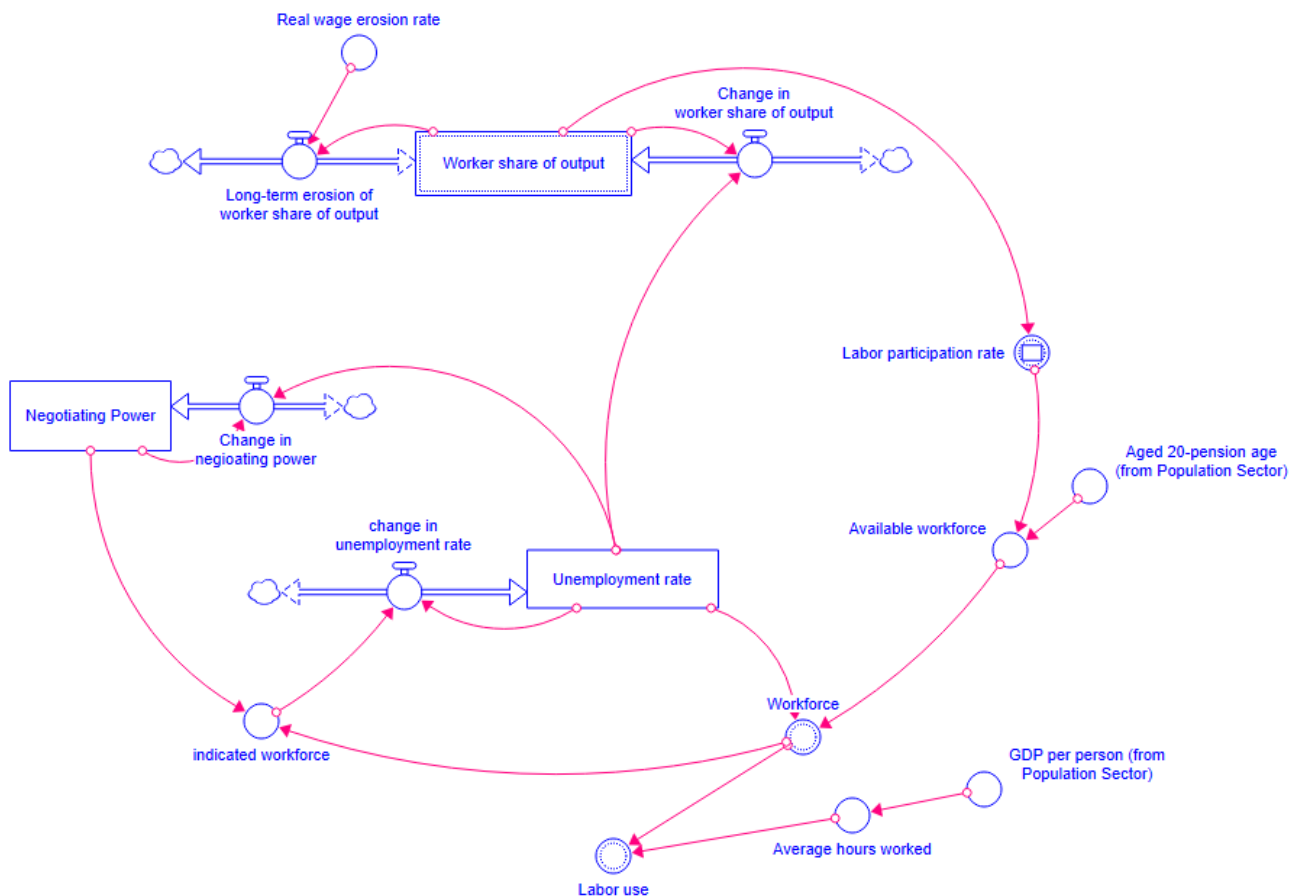 Real wage erosion rate
Change in
worker share of output
Worker share of output
Long-term erosion of
worker share of output
Labor participation rate
Negotiating Power
Change in
negioating power
Aged 20-pension age
(from Population Sector)
change in
unemployment rate
Available workforce
Unemployment rate
Workforce
indicated workforce
GDP per person (from
Population Sector)
Average hours worked
Labor use